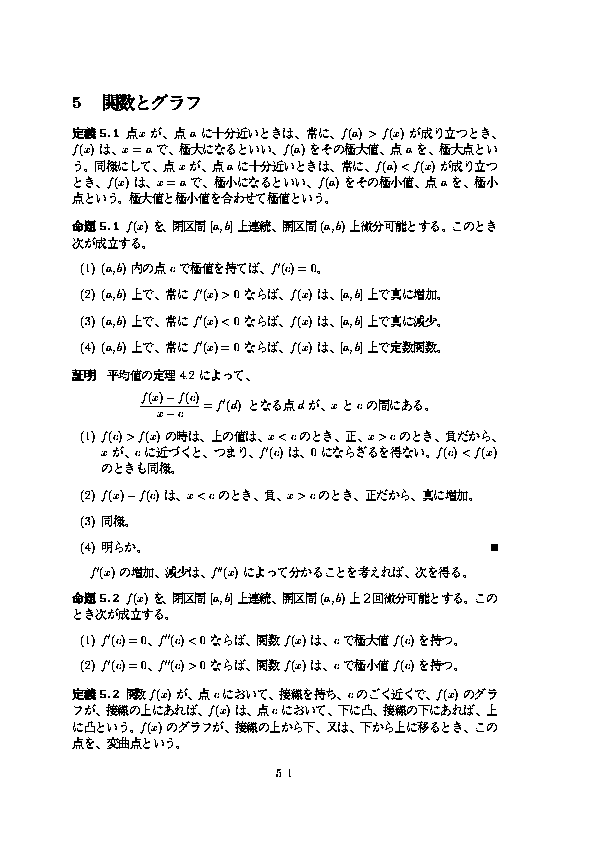 5 関数とグラフ
定義 5.1 点 x が、点 a に十分近いときは、常に、f(a) > f(x) が成り立つとき、
f(x) は、x = a で、極大になるといい、f(a) をその極大値、点 a を、極大点とい
う。同様にして、点 x が、点 a に十分近いときは、常に、f(a) < f(x) が成り立つ
とき、f(x) は、x = a で、極小になるといい、f(a) をその極小値、点 a を、極小
点という。極大値と極小値を合わせて極値という。
命題 5.1 f(x) を、閉区間 [a, b] 上連続、開区間 (a, b) 上微分可能とする。このとき
次が成立する。
(1) (a, b) 内の点 c で極値を持てば、f′(c) = 0。
(2) (a, b) 上で、常に f′(x) > 0 ならば、f(x) は、[a, b] 上で真に増加。
(3) (a, b) 上で、常に f′(x) < 0 ならば、f(x) は、[a, b] 上で真に減少。
(4) (a, b) 上で、常に f′(x) = 0 ならば、f(x) は、[a, b] 上で定数関数。
証明 平均値の定理 4.2 によって、
f(x) − f(c)
x − c
= f′(d) となる点 d が、x と c の間にある。
(1) f(c) > f(x) の時は、上の値は、x < c のとき、正、x > c のとき、負だから、
x が、c に近づくと、つまり、f′(c) は、0 にならざるを得ない。f(c) < f(x)
のときも同様。
(2) f(x) − f(c) は、x < c のとき、負、x > c のとき、正だから、真に増加。
(3) 同様。
(4) 明らか。 ■
f′(x) の増加、減少は、f′′(x) によって分かることを考えれば、次を得る。
命題 5.2 f(x) を、閉区間 [a, b] 上連続、開区間 (a, b) 上 2 回微分可能とする。この
とき次が成立する。
(1) f′(c) = 0、f′′(c) < 0 ならば、関数 f(x) は、c で極大値 f(c) を持つ。
(2) f′(c) = 0、f′′(c) > 0 ならば、関数 f(x) は、c で極小値 f(c) を持つ。
定義 5.2 関数 f(x) が、点 c において、接線を持ち、c のごく近くで、f(x) のグラ
フが、接線の上にあれば、f(x) は、点 c において、下に凸、接線の下にあれば、上
に凸という。f(x) のグラフが、接線の上から下、又は、下から上に移るとき、この
点を、変曲点という。
5-1